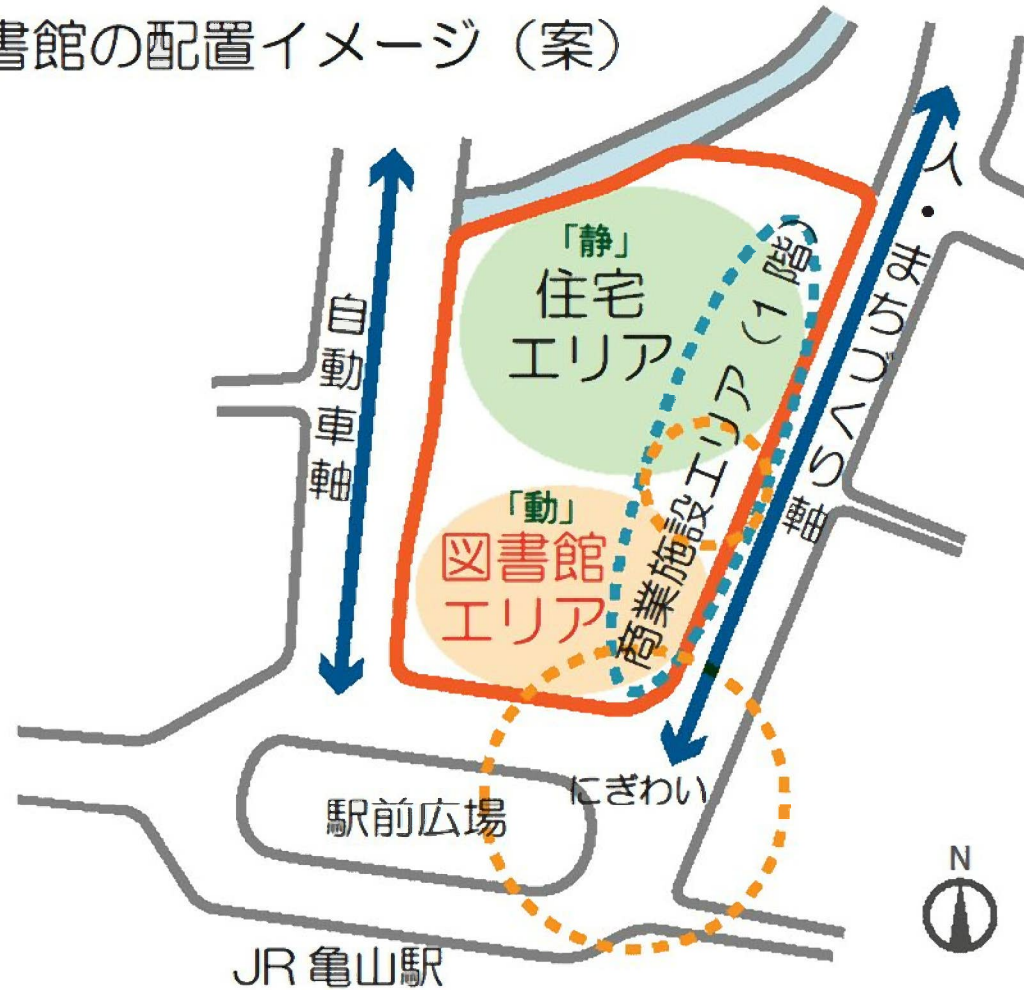 書館の配置イメージ（案）
「静」
住宅
エリア
商業施設エリア（1階）
「動」
図書館
エリア
自動車軸
人・まちづくり軸
にぎわい
駅前広場
JR亀山駅
N